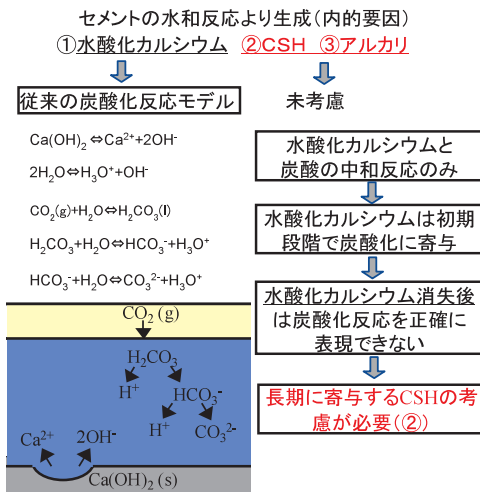 セメントの水和反応より生成(内的要因)
①水酸化カルシウム ②CSH ③アルカリ
従来の炭酸化反応モデル
Ca(OH)₂⇔Ca²⁺+2OH⁻
2H₂O⇔H₃O⁺+OH⁻
CO₂(g)+H₂O⇔H₂CO₃(l)
H₂CO₃+H₂O⇔HCO₃⁻+H₃O⁺
HCO₃⁻+H₂O⇔CO₃²⁻+H₃O⁺
CO₂ (g)
H₂CO₃
H⁺ HCO₃⁻
H⁺ CO₃²⁻
Ca²⁺ 2OH⁻
Ca(OH)₂ (s)
未考慮
水酸化カルシウムと
炭酸の中和反応のみ
水酸化カルシウムは初期
段階で炭酸化に寄与
水酸化カルシウム消失後
は炭酸化反応を正確に
表現できない
長期に寄与するCSHの考
慮が必要(②)